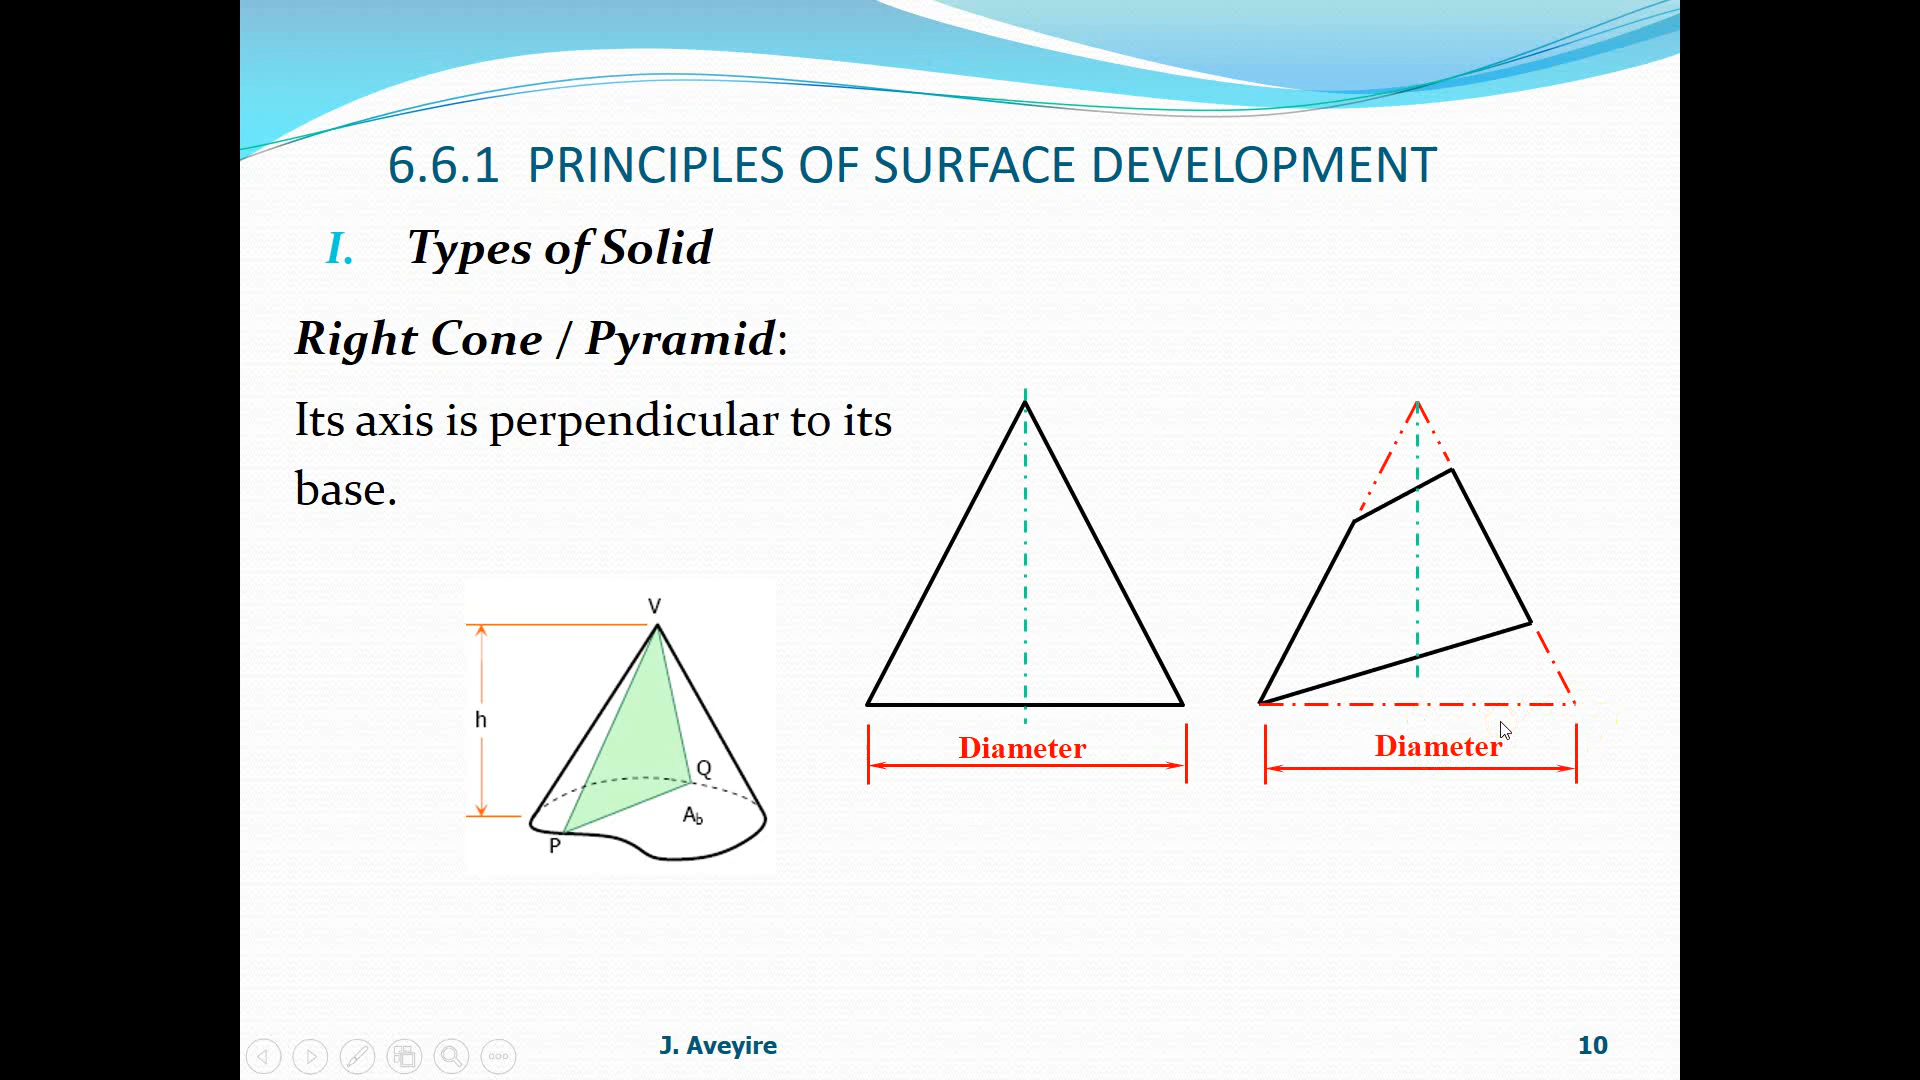 6.6.1 PRINCIPLES OF SURFACE DEVELOPMENT
I. Types of Solid
Right Cone / Pyramid:
Its axis is perpendicular to its
base.
V
h
Q
Ab
P
Diameter
Diameter
J. Aveyire
10